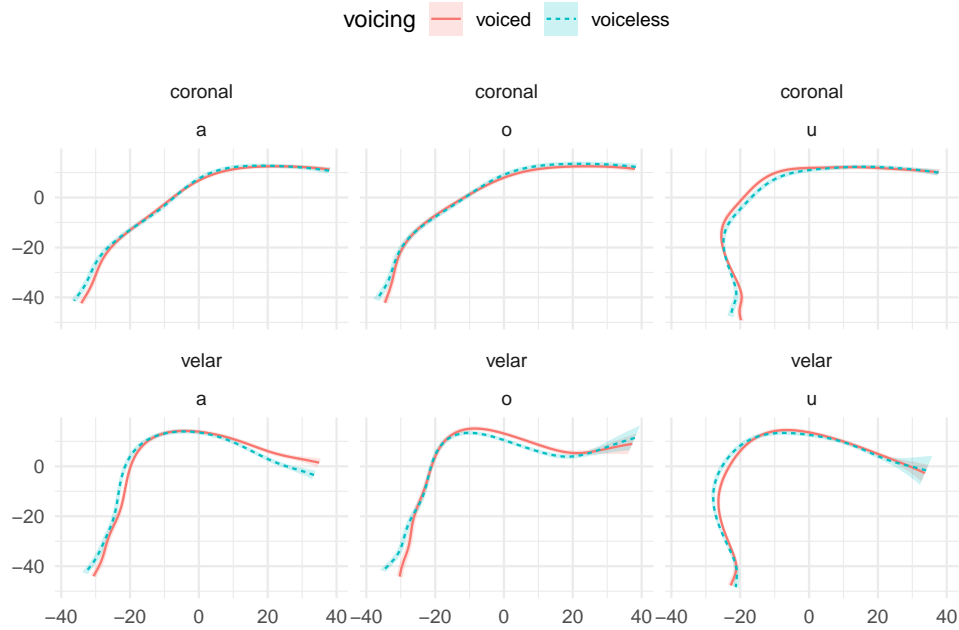 voicing voiced voiceless
coronal coronal coronal
a o u
0
−20
−40
velar velar velar
a o u
0
−20
−40
−40 −20 0 20 40 −40 −20 0 20 40 −40 −20 0 20 40